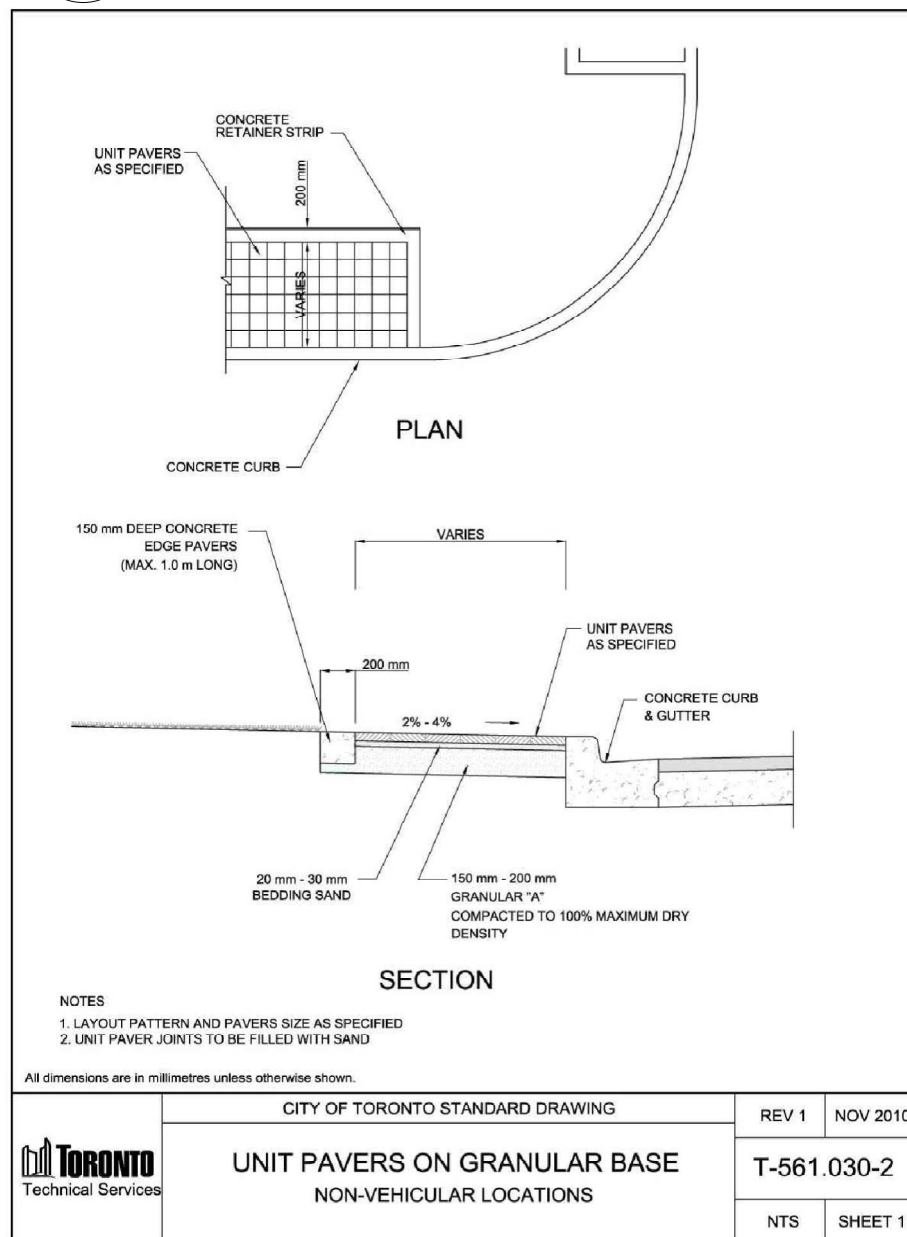 CONCRETE
RETAINER STRIP
UNIT PAVERS
AS SPECIFIED
200 mm
VARIES
PLAN
CONCRETE CURB
150 mm DEEP CONCRETE
EDGE PAVERS
(MAX. 1.0 m LONG)
VARIES
UNIT PAVERS
AS SPECIFIED
200 mm
CONCRETE CURB
& GUTTER
2% - 4%
20 mm - 30 mm
BEDDING SAND
150 mm - 200 mm
GRANULAR "A"
COMPACTED TO 100% MAXIMUM DRY
DENSITY
SECTION
NOTES
1. LAYOUT PATTERN AND PAVERS SIZE AS SPECIFIED
2. UNIT PAVER JOINTS TO BE FILLED WITH SAND
All dimensions are in millimetres unless otherwise shown.
TORONTO
Technical Services
CITY OF TORONTO STANDARD DRAWING
UNIT PAVERS ON GRANULAR BASE
NON-VEHICULAR LOCATIONS
REV 1
NOV 2010
T-561.030-2
NTS
SHEET 1